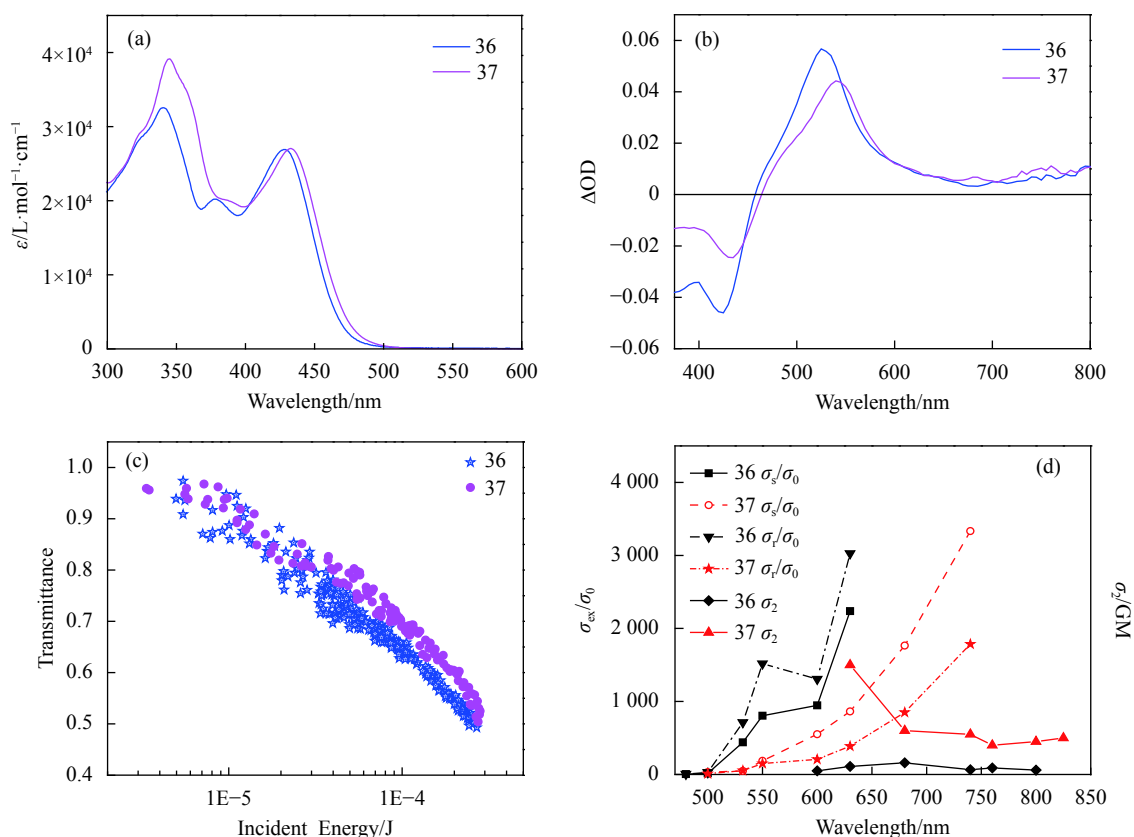 (a)
36
37
4×10⁴
3×10⁴
2×10⁴
1×10⁴
0
ε/L·mol⁻¹·cm⁻¹
300 350 400 450 500 550 600
Wavelength/nm
(b)
36
37
0.06
0.04
0.02
0
−0.02
−0.04
−0.06
ΔOD
400 500 600 700 800
Wavelength/nm
(c)
36
37
1.0
0.9
0.8
0.7
0.6
0.5
0.4
Transmittance
1E−5 1E−4
Incident Energy/J
(d)
36 σₛ/σ₀
37 σₛ/σ₀
36 σᵣ/σ₀
37 σᵣ/σ₀
36 σ₂
37 σ₂
4 000
3 000
2 000
1 000
0
σₑₓ/σ₀
σ₂/GM
500 550 600 650 700 750 800 850
Wavelength/nm